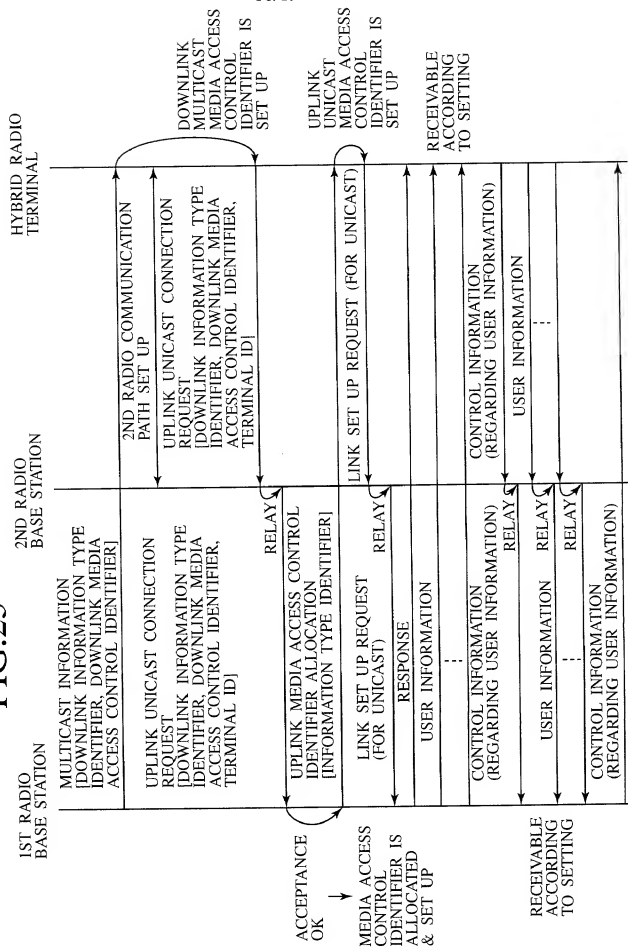 FIG.25
1ST RADIO
BASE STATION
2ND RADIO
BASE STATION
HYBRID RADIO
TERMINAL
MULTICAST INFORMATION
[DOWNLINK INFORMATION TYPE
IDENTIFIER, DOWNLINK MEDIA
ACCESS CONTROL IDENTIFIER]
2ND RADIO COMMUNICATION
PATH SET UP
DOWNLINK
MULTICAST
MEDIA ACCESS
CONTROL
IDENTIFIER IS
SET UP
UPLINK UNICAST CONNECTION
REQUEST
[DOWNLINK INFORMATION TYPE
IDENTIFIER, DOWNLINK MEDIA
ACCESS CONTROL IDENTIFIER,
TERMINAL ID]
UPLINK UNICAST CONNECTION
REQUEST
[DOWNLINK INFORMATION TYPE
IDENTIFIER, DOWNLINK MEDIA
ACCESS CONTROL IDENTIFIER,
TERMINAL ID]
RELAY
ACCEPTANCE
OK
MEDIA ACCESS
CONTROL
IDENTIFIER IS
ALLOCATED
& SET UP
UPLINK MEDIA ACCESS CONTROL
IDENTIFIER ALLOCATION
[INFORMATION TYPE IDENTIFIER]
UPLINK
UNICAST
MEDIA ACCESS
CONTROL
IDENTIFIER IS
SET UP
LINK SET UP REQUEST (FOR UNICAST)
RELAY
LINK SET UP REQUEST
(FOR UNICAST)
RESPONSE
USER INFORMATION
RECEIVABLE
ACCORDING
TO SETTING
CONTROL INFORMATION
(REGARDING USER INFORMATION)
CONTROL INFORMATION
(REGARDING USER INFORMATION)
RELAY
USER INFORMATION
USER INFORMATION
RELAY
RECEIVABLE
ACCORDING
TO SETTING
RELAY
CONTROL INFORMATION
(REGARDING USER INFORMATION)